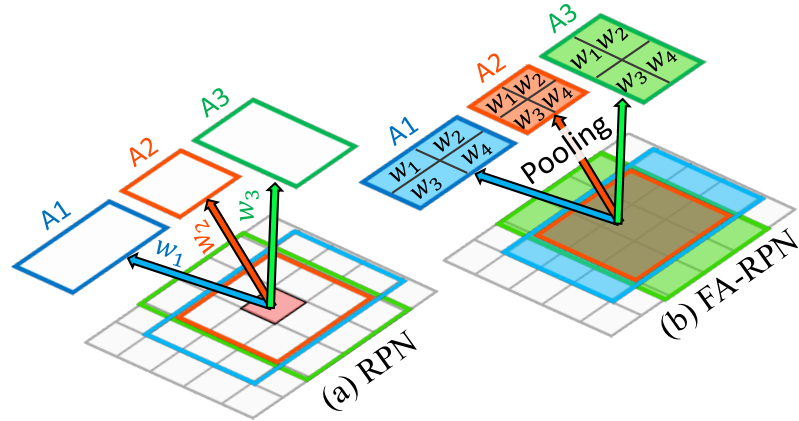 A1
A2
A3
W1
W2
W3
(a) RPN
A1
W1 W2
W3 W4
A2
W1 W2
W3 W4
A3
W1 W2
W3 W4
Pooling
(b) FA-RPN